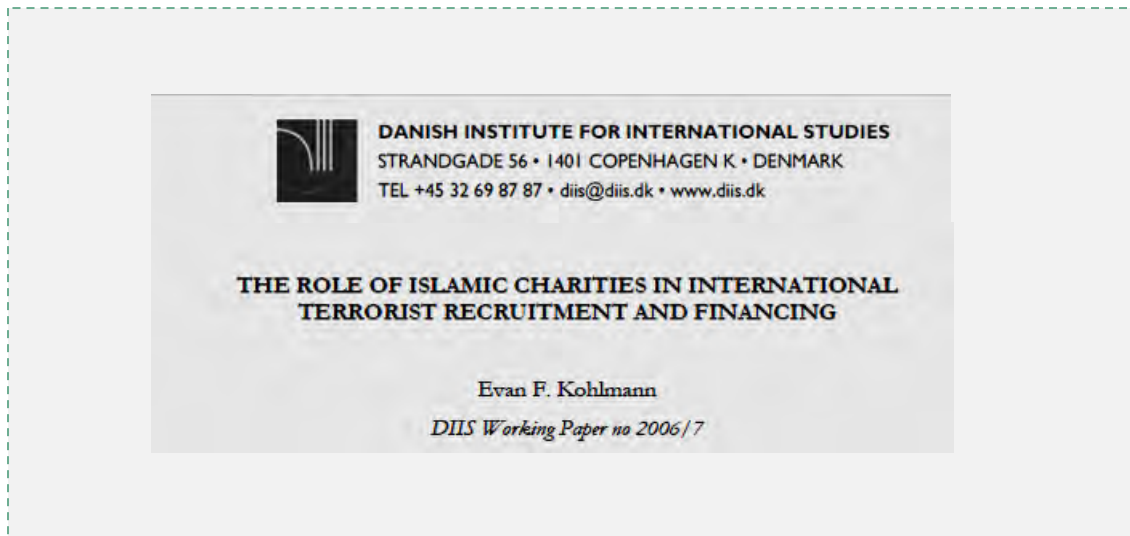 DANISH INSTITUTE FOR INTERNATIONAL STUDIES
STRANDGADE 56 • 1401 COPENHAGEN K • DENMARK
TEL +45 32 69 87 87 • diis@diis.dk • www.diis.dk
THE ROLE OF ISLAMIC CHARITIES IN INTERNATIONAL
TERRORIST RECRUITMENT AND FINANCING
Evan F. Kohlmann
DIIS Working Paper no 2006/7